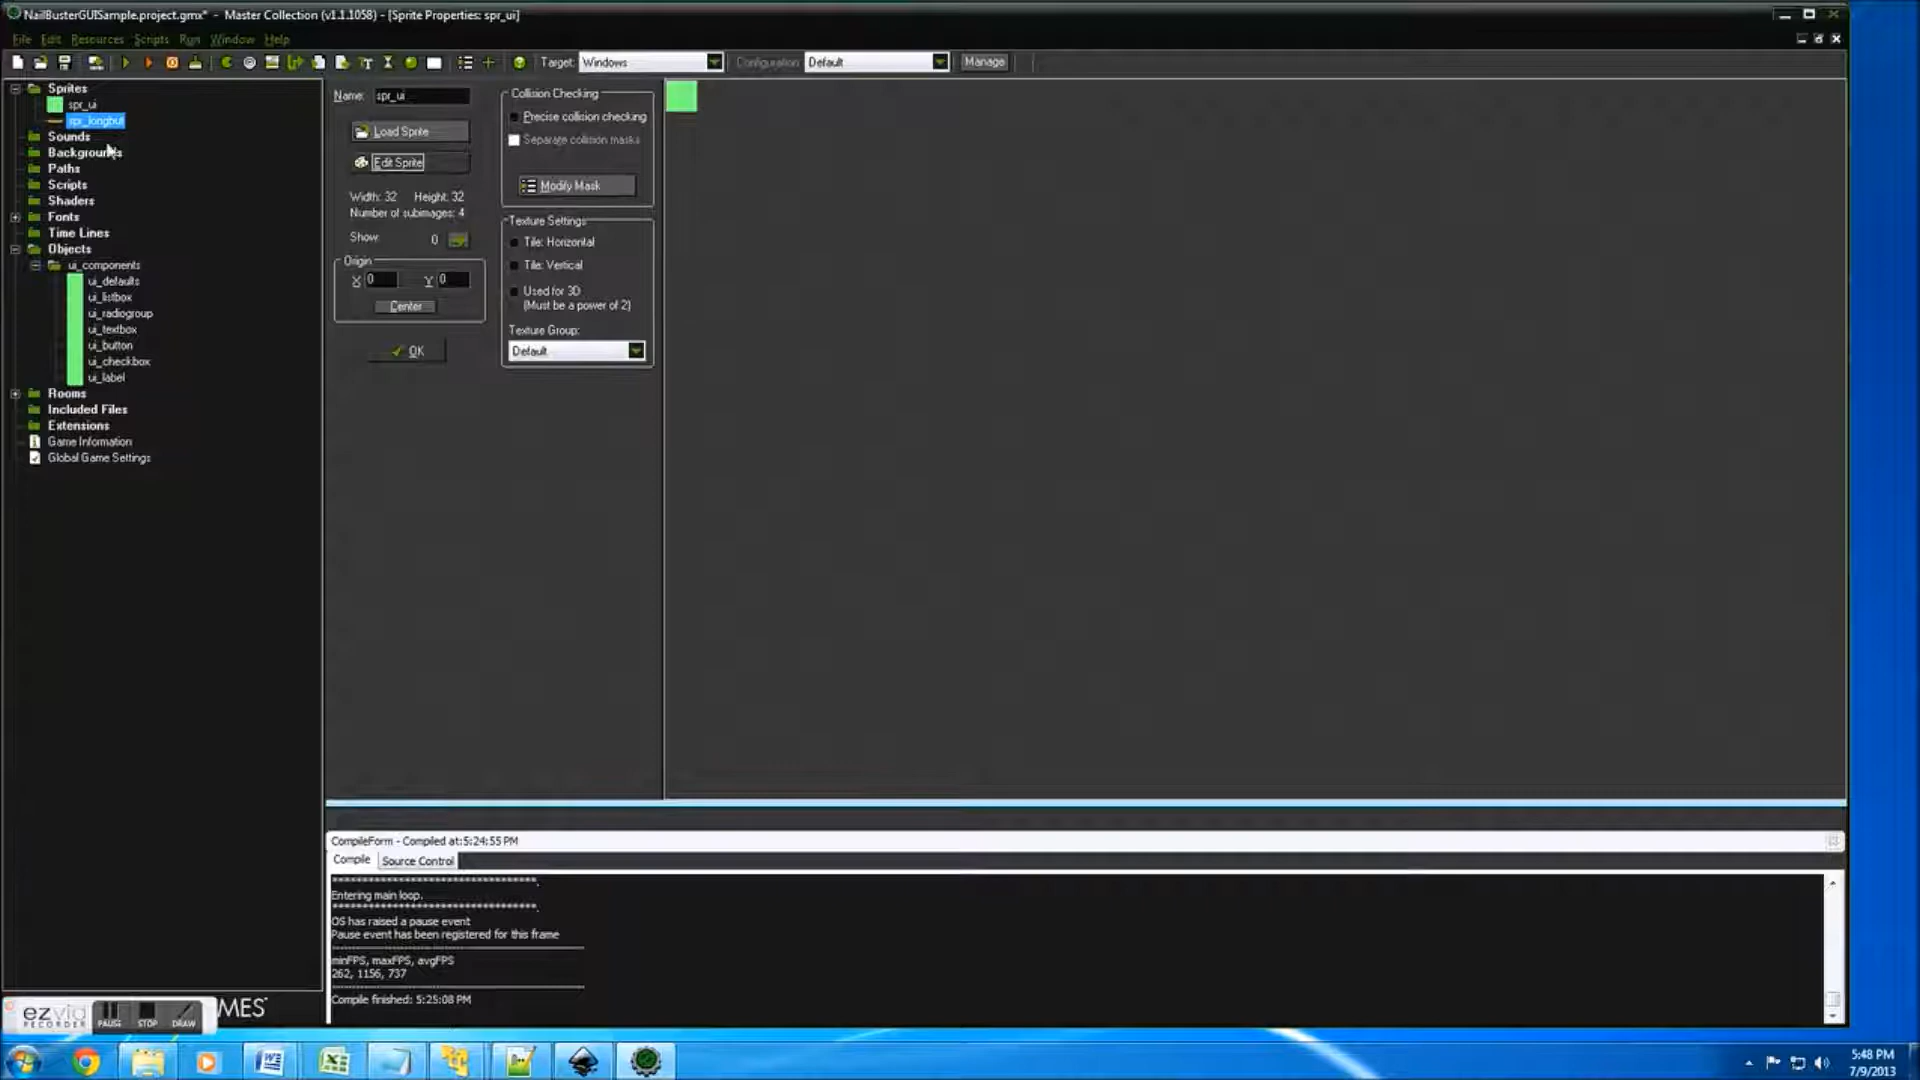 NailBusterGUISample.project.gmx* - Master Collection (v1.1.1058) - [Sprite Properties: spr_ui]
File Edit Resources Scripts Run Window Help
Target: Windows Configuration: Default Manage
Sprites
spr_ui
spr_longbut
Sounds
Backgrounds
Paths
Scripts
Shaders
Fonts
Time Lines
Objects
ui_components
ui_defaults
ui_listbox
ui_radiogroup
ui_textbox
ui_button
ui_checkbox
ui_label
Rooms
Included Files
Extensions
Game Information
Global Game Settings
Name: spr_ui
Load Sprite
Edit Sprite
Width: 32 Height: 32
Number of subimages: 4
Show: 0
Origin
X 0 Y 0
Center
OK
Collision Checking
Precise collision checking
Separate collision masks
Modify Mask
Texture Settings
Tile: Horizontal
Tile: Vertical
Used for 3D
(Must be a power of 2)
Texture Group:
Default
CompileForm - Compiled at:5:24:55 PM
Compile Source Control
Entering main loop.
OS has raised a pause event
Pause event has been registered for this frame
minFPS, maxFPS, avgFPS
262, 1156, 737
Compile finished: 5:25:08 PM
ezvid
RECORDER
PAUSE STOP DRAW
5:48 PM
7/9/2013